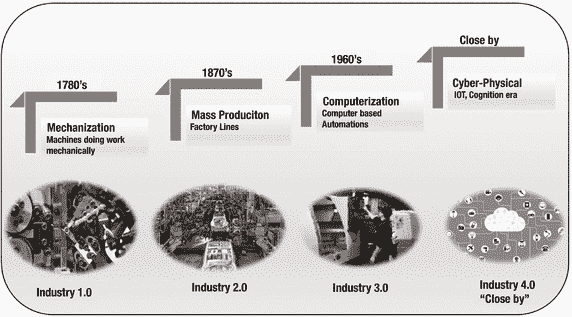 1780's
Mechanization
Machines doing work
mechanically
1870's
Mass Produciton
Factory Lines
1960's
Computerization
Computer based
Automations
Close by
Cyber-Physical
IOT, Cognition era
Industry 1.0
Industry 2.0
Industry 3.0
Industry 4.0
"Close by"